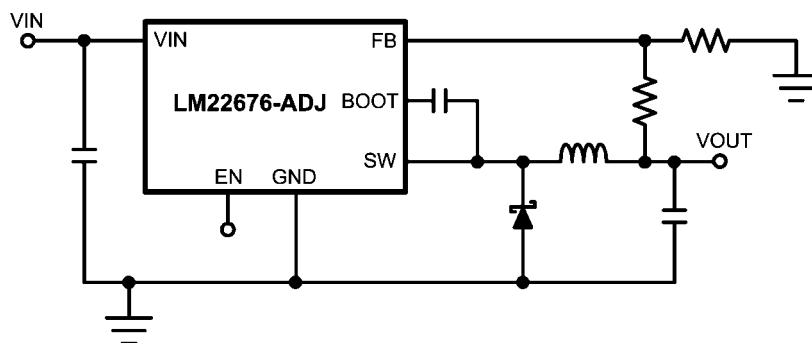 VIN
VIN
FB
LM22676-ADJ
BOOT
VOUT
SW
EN
GND